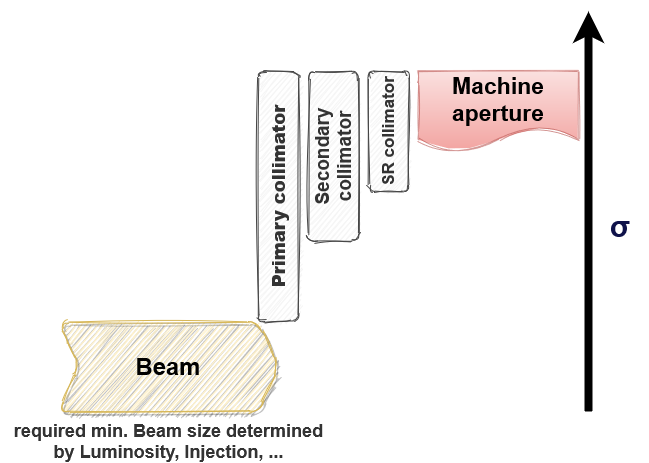 Machine
aperture
Primary collimator
Secondary
collimator
SR collimator
σ
Beam
required min. Beam size determined
by Luminosity, Injection, ...